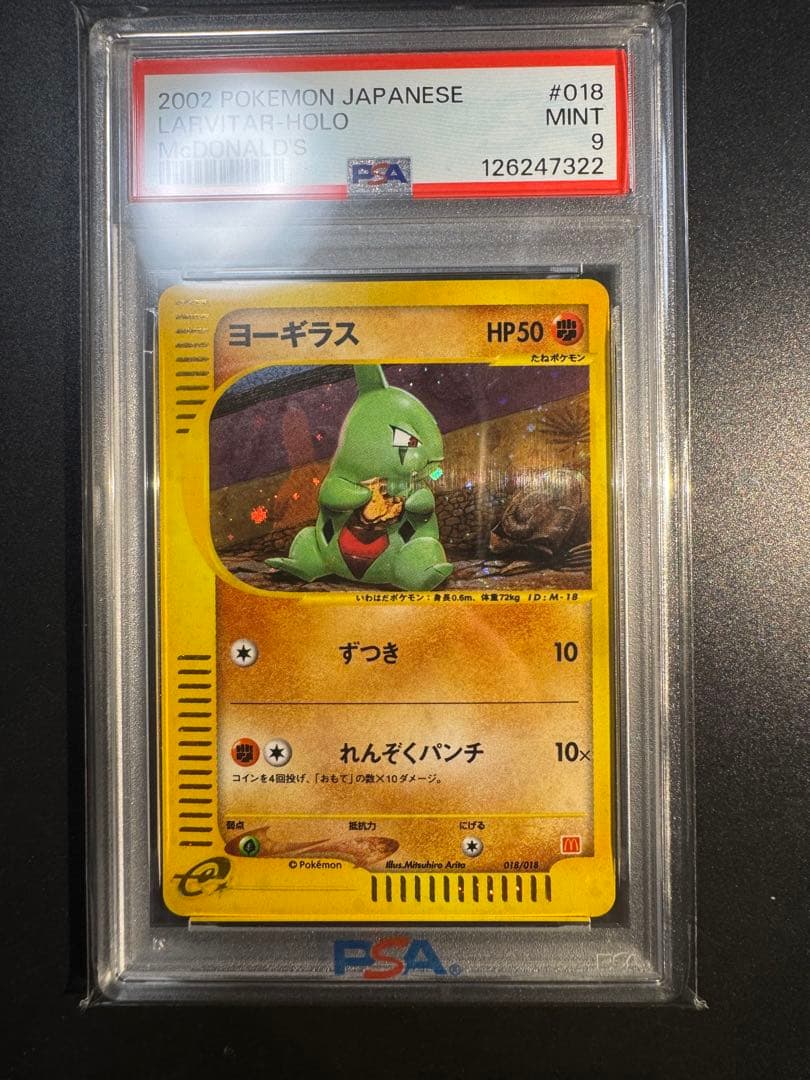 2002 POKEMON JAPANESE #018
LARVITAR-HOLO MINT
McDONALD'S 9
PSA 126247322
ヨーギラス HP50
たねポケモン
いわはだポケモン：身長0.6m、体重72kg ID：M-18
ずつき 10
れんぞくパンチ 10×
コインを4回投げ、「おもて」の数×10ダメージ。
弱点 抵抗力 にげる
©Pokémon Illus.Mitsuhiro Arita 018/018
e
PSA®
PSA